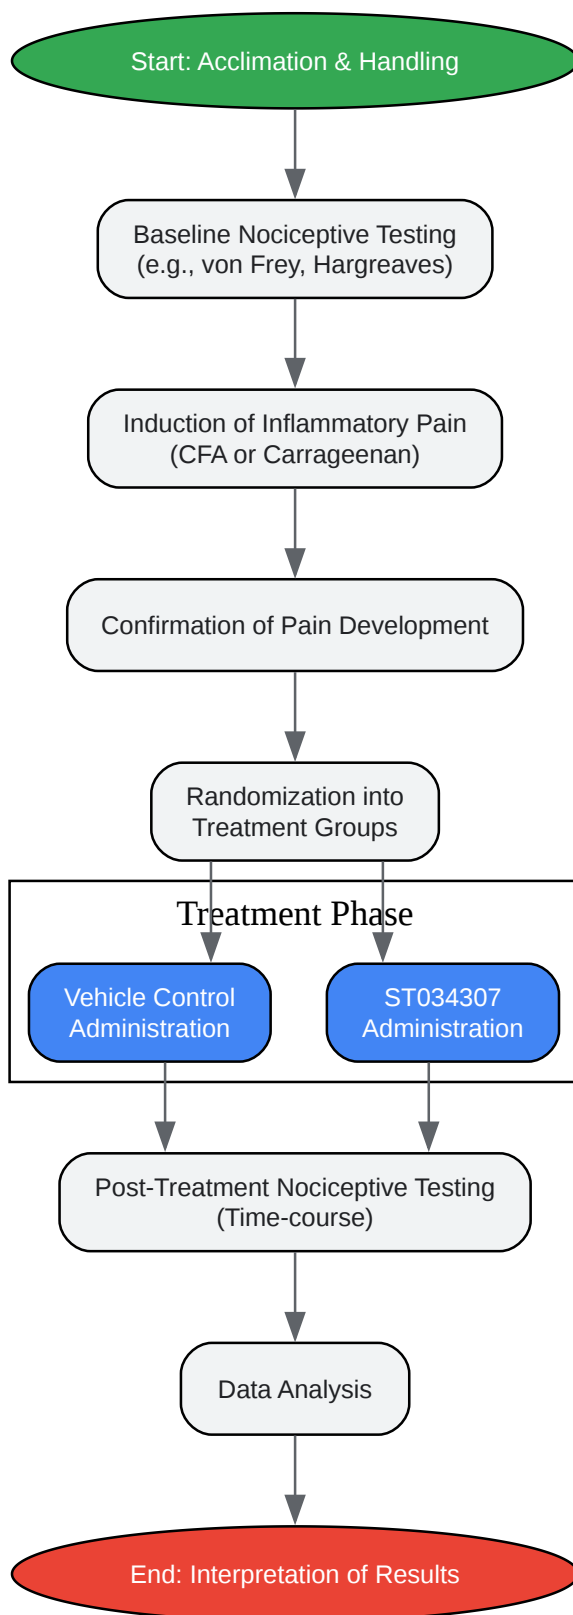 Start: Acclimation & Handling
Baseline Nociceptive Testing
(e.g., von Frey, Hargreaves)
Induction of Inflammatory Pain
(CFA or Carrageenan)
Confirmation of Pain Development
Randomization into
Treatment Groups
Treatment Phase
Vehicle Control
Administration
ST034307
Administration
Post-Treatment Nociceptive Testing
(Time-course)
Data Analysis
End: Interpretation of Results